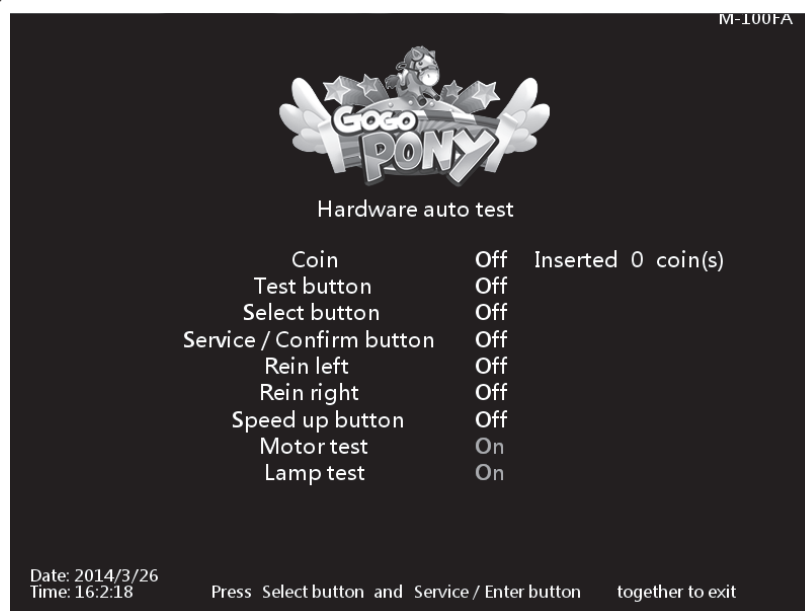 M-100FA
GOGO
PONY
Hardware auto test
Coin Off Inserted 0 coin(s)
Test button Off
Select button Off
Service / Confirm button Off
Rein left Off
Rein right Off
Speed up button Off
Motor test On
Lamp test On
Date: 2014/3/26
Time: 16:2:18 Press Select button and Service / Enter button together to exit